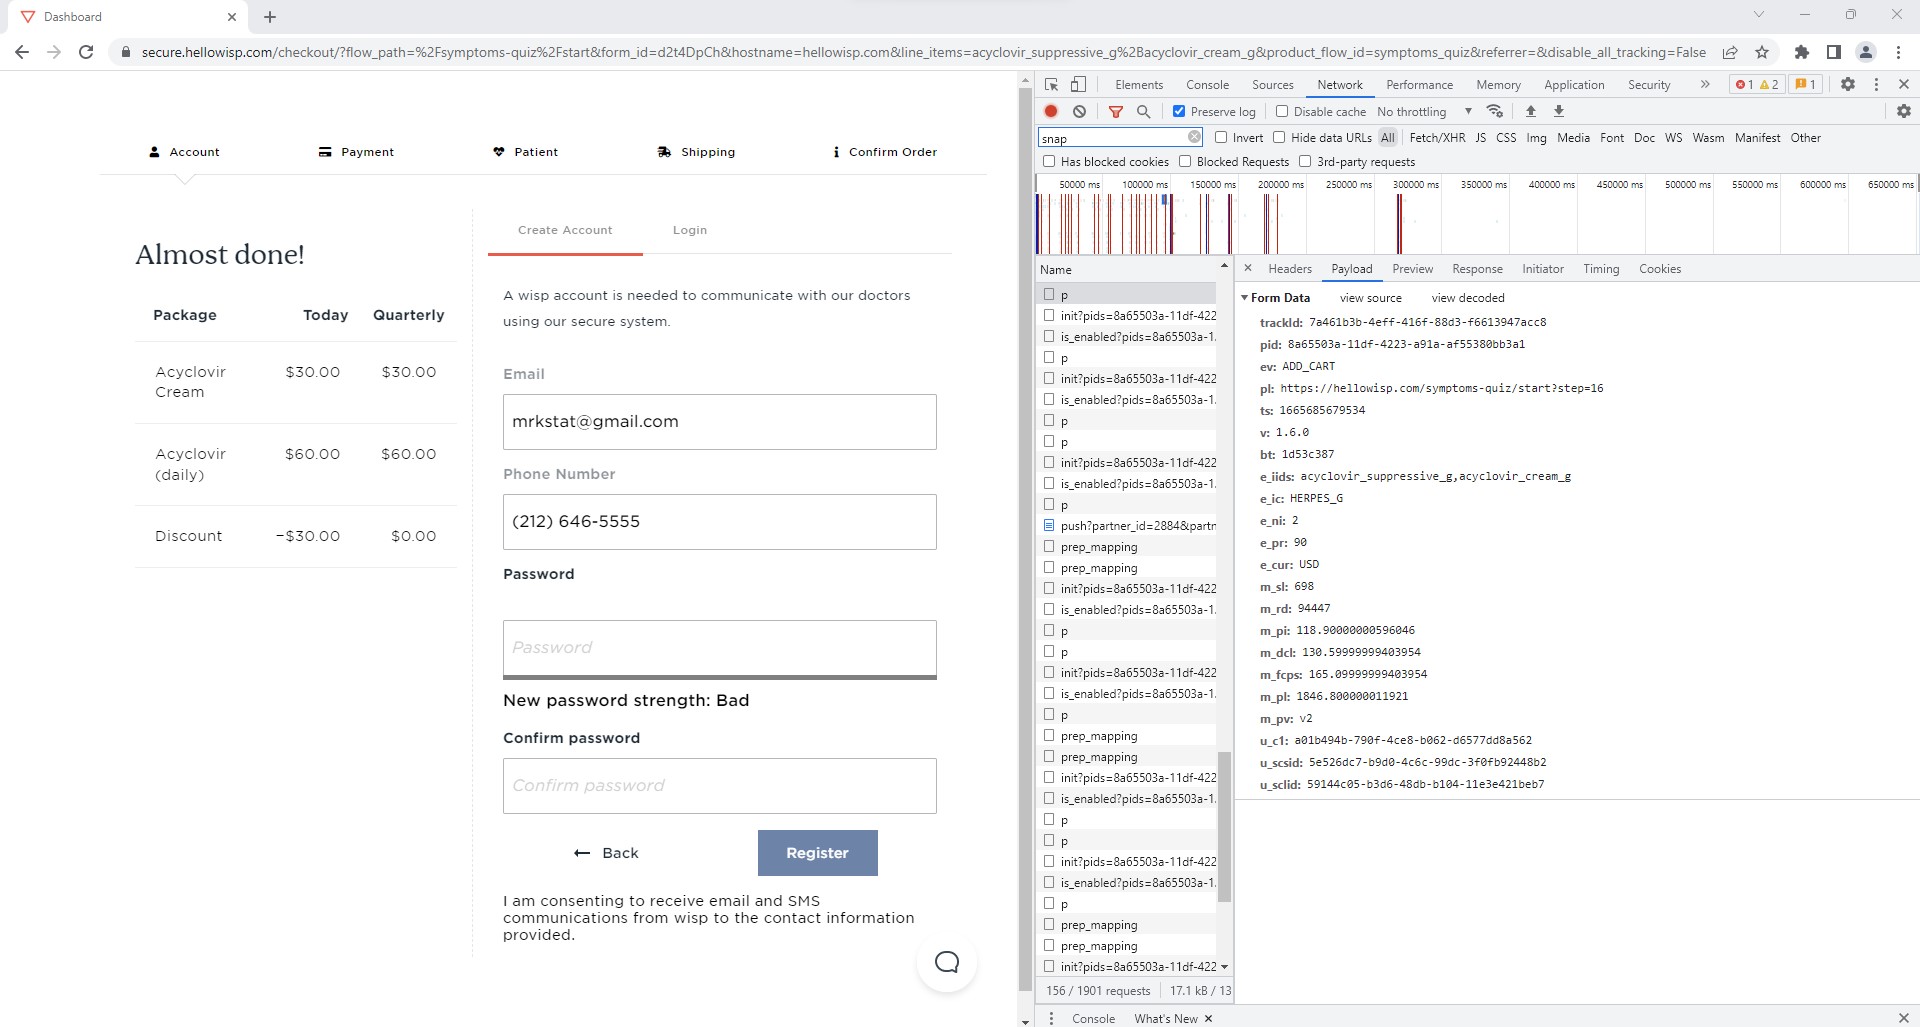 Dashboard
secure.hellowisp.com/checkout/?flow_path=%2Fsymptoms-quiz%2Fstart&form_id=d2t4DpCh&hostname=hellowisp.com&line_items=acyclovir_suppressive_g%2Bacyclovir_cream_g&product_flow_id=symptoms_quiz&referrer=&disable_all_tracking=False
Account Payment Patient Shipping Confirm Order
Almost done!
Package Today Quarterly
Acyclovir Cream $30.00 $30.00
Acyclovir (daily) $60.00 $60.00
Discount −$30.00 $0.00
Create Account Login
A wisp account is needed to communicate with our doctors
using our secure system.
Email
mrkstat@gmail.com
Phone Number
(212) 646-5555
Password
Password
New password strength: Bad
Confirm password
Confirm password
Back Register
I am consenting to receive email and SMS
communications from wisp to the contact information
provided.
Elements Console Sources Network Performance Memory Application Security 1 2 1
Preserve log Disable cache No throttling
snap Invert Hide data URLs All Fetch/XHR JS CSS Img Media Font Doc WS Wasm Manifest Other
Has blocked cookies Blocked Requests 3rd-party requests
50000 ms 100000 ms 150000 ms 200000 ms 250000 ms 300000 ms 350000 ms 400000 ms 450000 ms 500000 ms 550000 ms 600000 ms 650000 ms
Name
p
init?pids=8a65503a-11df-422
is_enabled?pids=8a65503a-1.
p
init?pids=8a65503a-11df-422
is_enabled?pids=8a65503a-1.
p
p
init?pids=8a65503a-11df-422
is_enabled?pids=8a65503a-1.
p
push?partner_id=2884&partn
prep_mapping
prep_mapping
init?pids=8a65503a-11df-422
is_enabled?pids=8a65503a-1.
p
p
init?pids=8a65503a-11df-422
is_enabled?pids=8a65503a-1.
p
prep_mapping
prep_mapping
init?pids=8a65503a-11df-422
is_enabled?pids=8a65503a-1.
p
p
init?pids=8a65503a-11df-422
is_enabled?pids=8a65503a-1.
p
prep_mapping
prep_mapping
init?pids=8a65503a-11df-422
156 / 1901 requests 17.1 kB / 13
Headers Payload Preview Response Initiator Timing Cookies
Form Data view source view decoded
trackId: 7a461b3b-4eff-416f-88d3-f6613947acc8
pid: 8a65503a-11df-4223-a91a-af55380bb3a1
ev: ADD_CART
pl: https://hellowisp.com/symptoms-quiz/start?step=16
ts: 1665685679534
v: 1.6.0
bt: 1d53c387
e_iids: acyclovir_suppressive_g,acyclovir_cream_g
e_ic: HERPES_G
e_ni: 2
e_pr: 90
e_cur: USD
m_sl: 698
m_rd: 94447
m_pi: 118.90000000596046
m_dcl: 130.59999999403954
m_fcps: 165.09999999403954
m_pl: 1846.800000011921
m_pv: v2
u_c1: a01b494b-790f-4ce8-b062-d6577dd8a562
u_scsid: 5e526dc7-b9d0-4c6c-99dc-3f0fb92448b2
u_sclid: 59144c05-b3d6-48db-b104-11e3e421beb7
Console What's New